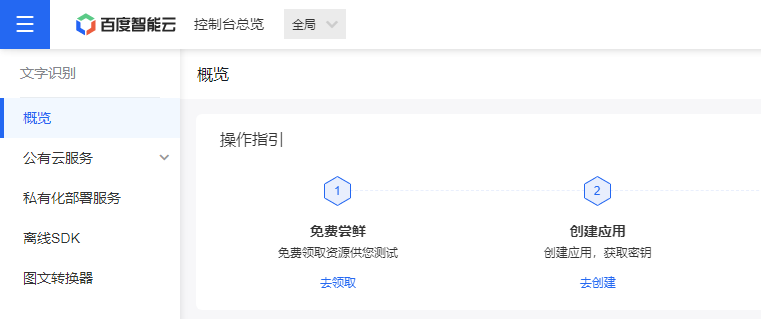 百度智能云 控制台总览 全局
文字识别
概览
公有云服务
私有化部署服务
离线SDK
图文转换器
概览
操作指引
1
免费尝鲜
免费领取资源供您测试
去领取
2
创建应用
创建应用，获取密钥
去创建